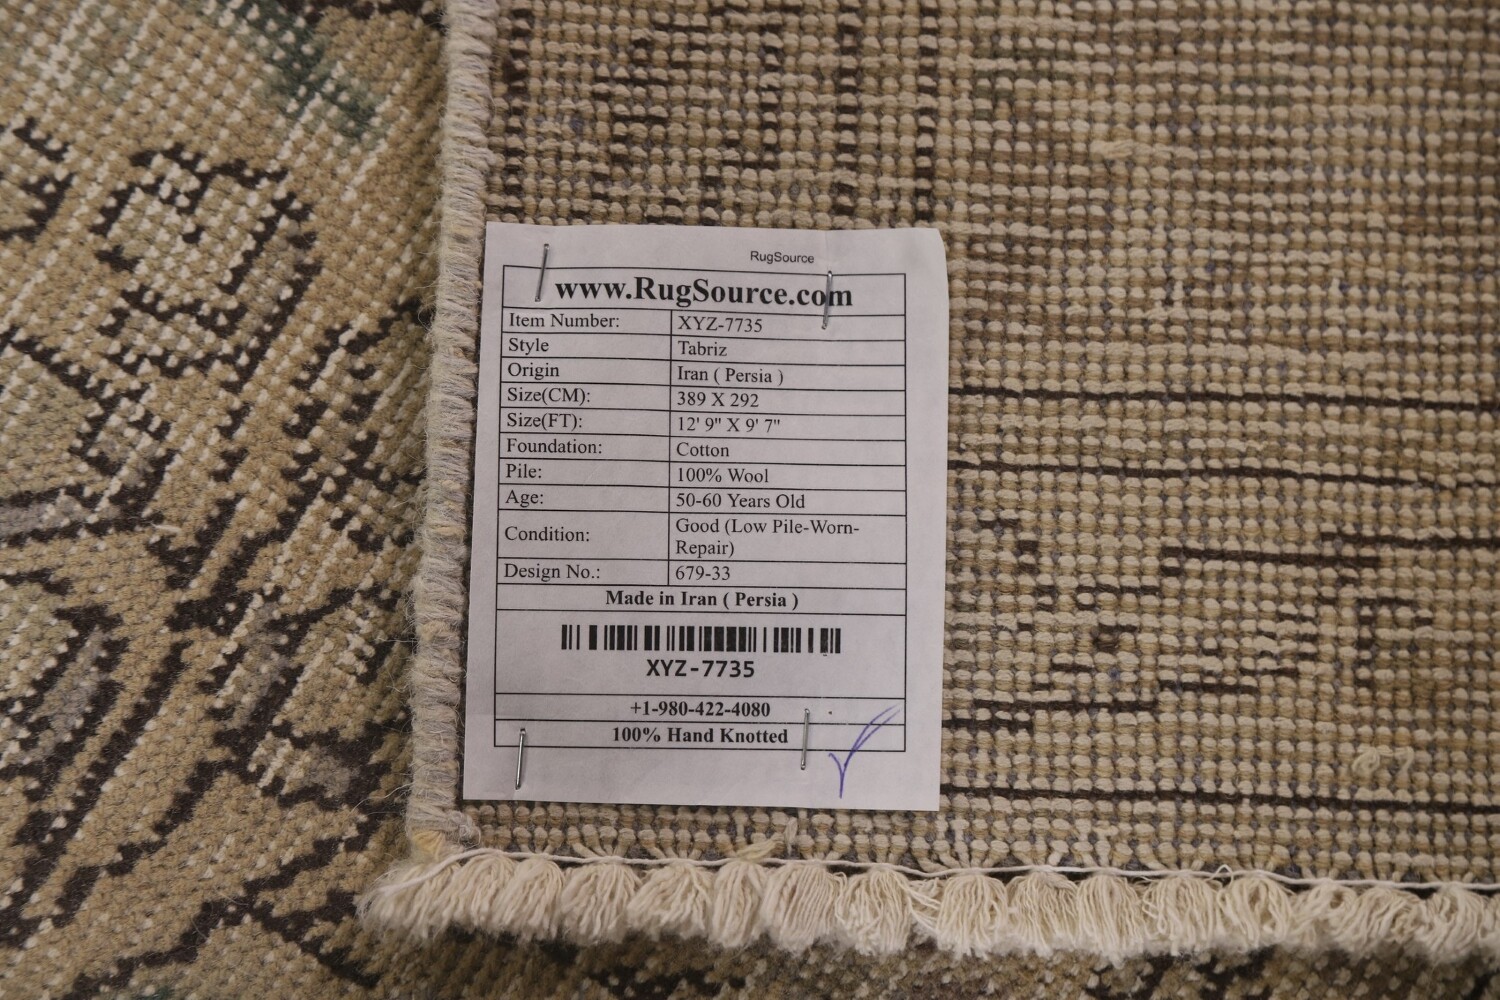 RugSource
www.RugSource.com
Item Number: XYZ-7735
Style Tabriz
Origin Iran ( Persia )
Size(CM): 389 X 292
Size(FT): 12' 9" X 9' 7"
Foundation: Cotton
Pile: 100% Wool
Age: 50-60 Years Old
Condition: Good (Low Pile-Worn-
Repair)
Design No.: 679-33
Made in Iran ( Persia )
XYZ-7735
+1-980-422-4080
100% Hand Knotted